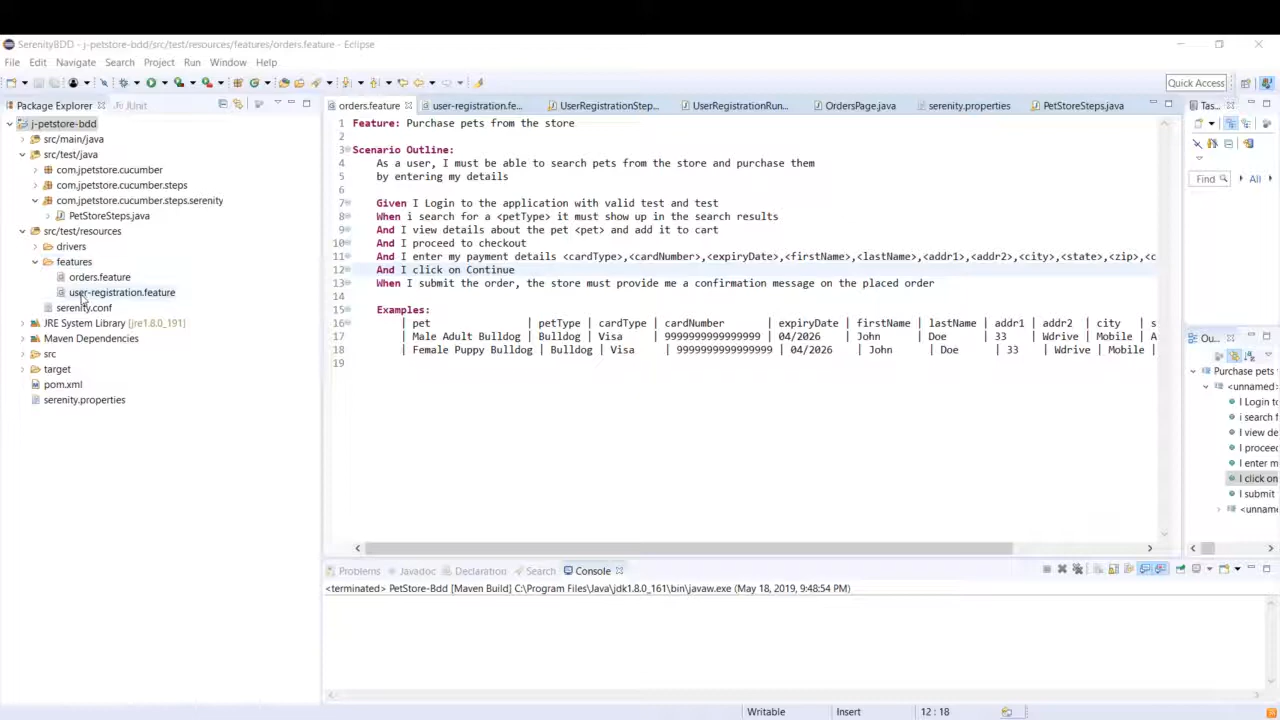 SerenityBDD - j-petstore-bdd/src/test/resources/features/orders.feature - Eclipse
File Edit Navigate Search Project Run Window Help
Quick Access
Package Explorer JUnit
j-petstore-bdd
src/main/java
src/test/java
com.jpetstore.cucumber
com.jpetstore.cucumber.steps
com.jpetstore.cucumber.steps.serenity
PetStoreSteps.java
src/test/resources
drivers
features
orders.feature
user-registration.feature
serenity.conf
JRE System Library [jre1.8.0_191]
Maven Dependencies
src
target
pom.xml
serenity.properties
orders.feature user-registration.fe... UserRegistrationStep... UserRegistrationRun... OrdersPage.java serenity.properties PetStoreSteps.java
1 Feature: Purchase pets from the store
2
3 Scenario Outline:
4 As a user, I must be able to search pets from the store and purchase them
5 by entering my details
6
7 Given I Login to the application with valid test and test
8 When i search for a <petType> it must show up in the search results
9 And I view details about the pet <pet> and add it to cart
10 And I proceed to checkout
11 And I enter my payment details <cardType>,<cardNumber>,<expiryDate>,<firstName>,<lastName>,<addr1>,<addr2>,<city>,<state>,<zip>,<c
12 And I click on Continue
13 When I submit the order, the store must provide me a confirmation message on the placed order
14
15 Examples:
16 | pet | petType | cardType | cardNumber | expiryDate | firstName | lastName | addr1 | addr2 | city | s
17 | Male Adult Bulldog | Bulldog | Visa | 9999999999999999 | 04/2026 | John | Doe | 33 | Wdrive | Mobile | A
18 | Female Puppy Bulldog | Bulldog | Visa | 9999999999999999 | 04/2026 | John | Doe | 33 | Wdrive | Mobile |
19
Tas...
Find All
Ou...
Purchase pets
<unnamed>
I Login to
i search f
I view de
I proceed
I enter m
I click on
I submit
<unnam
Problems Javadoc Declaration Search Console
<terminated> PetStore-Bdd [Maven Build] C:\Program Files\Java\jdk1.8.0_161\bin\javaw.exe (May 18, 2019, 9:48:54 PM)
Writable Insert 12 : 18